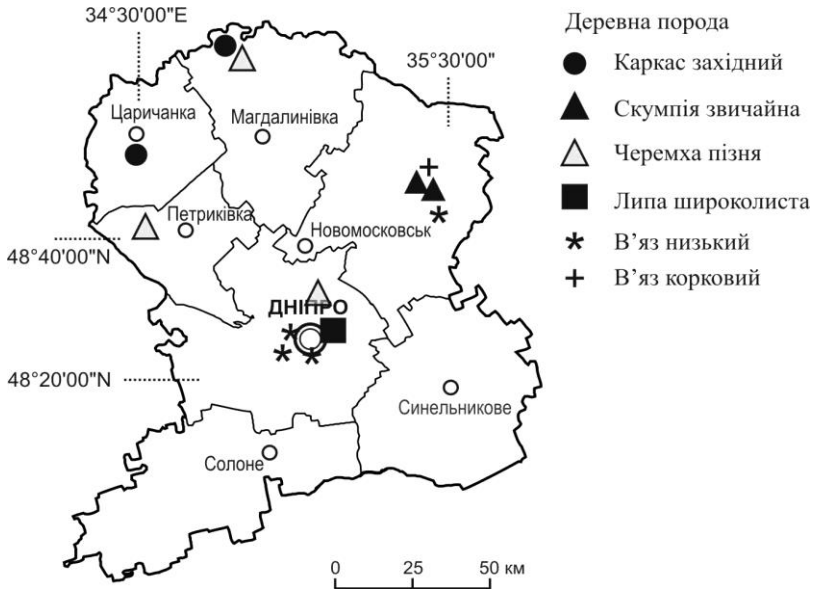 34°30'00"E
35°30'00"
Царичанка
Магдалинівка
Петриківка
Новомосковськ
48°40'00"N
ДНІПРО
48°20'00"N
Синельникове
Солоне
0 25 50 км
Деревна порода
Каркас західний
Скумпія звичайна
Черемха пізня
Липа широколиста
В'яз низький
В'яз корковий